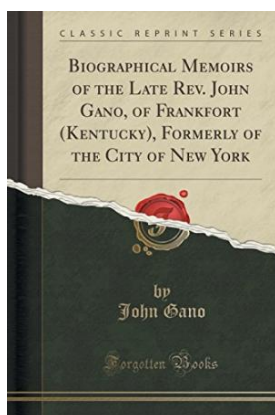 CLASSIC REPRINT SERIES
BIOGRAPHICAL MEMOIRS
OF THE LATE REV. JOHN
GANO, OF FRANKFORT
(KENTUCKY), FORMERLY OF
THE CITY OF NEW YORK
by
John Gano
Forgotten Books